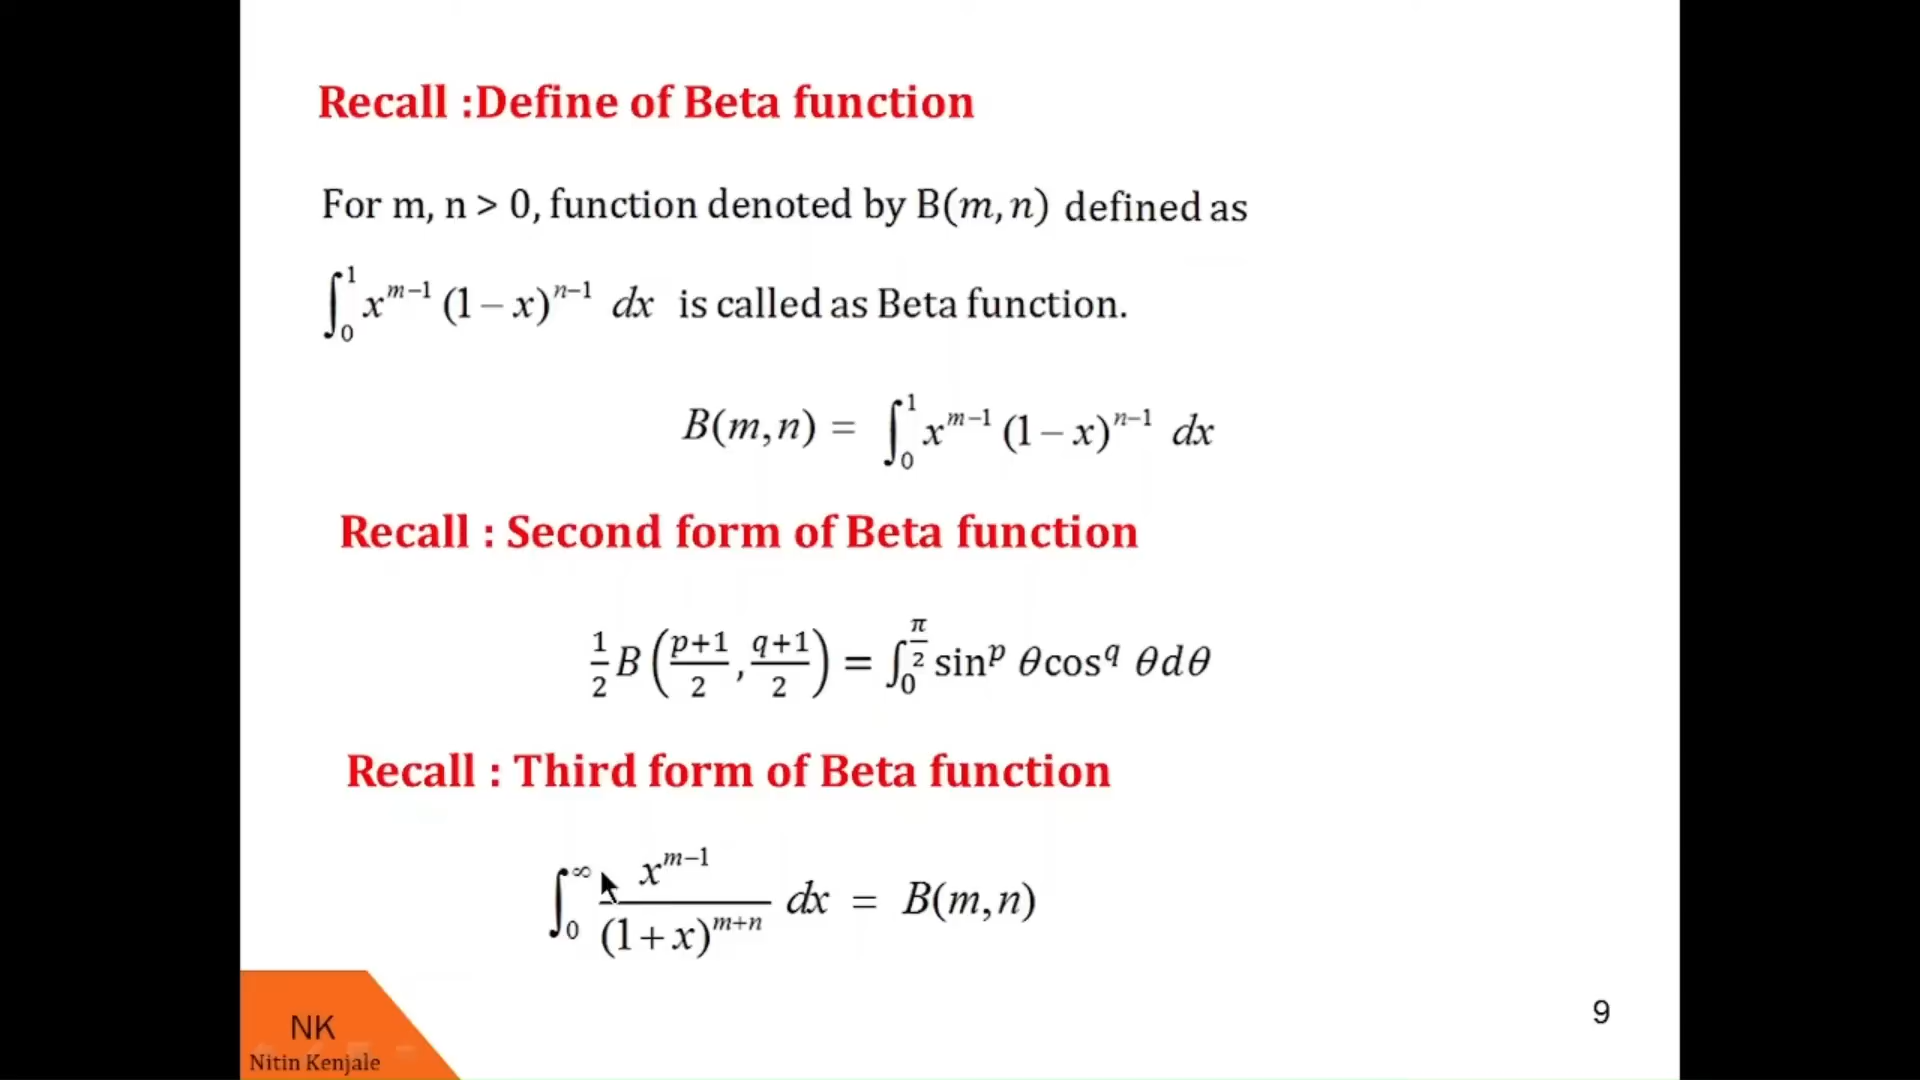 Recall :Define of Beta function
For m, n > 0, function denoted by B(m, n) defined as
∫₀¹ xᵐ⁻¹ (1 – x)ⁿ⁻¹ dx is called as Beta function.
B(m, n) = ∫₀¹ xᵐ⁻¹ (1 – x)ⁿ⁻¹ dx
Recall : Second form of Beta function
1/2 B((p+1)/2, (q+1)/2) = ∫₀^(π/2) sin^p θ cos^q θ dθ
Recall : Third form of Beta function
∫₀^∞ x^(m–1)/(1+x)^(m+n) dx = B(m, n)
NK
Nitin Kenjale
9